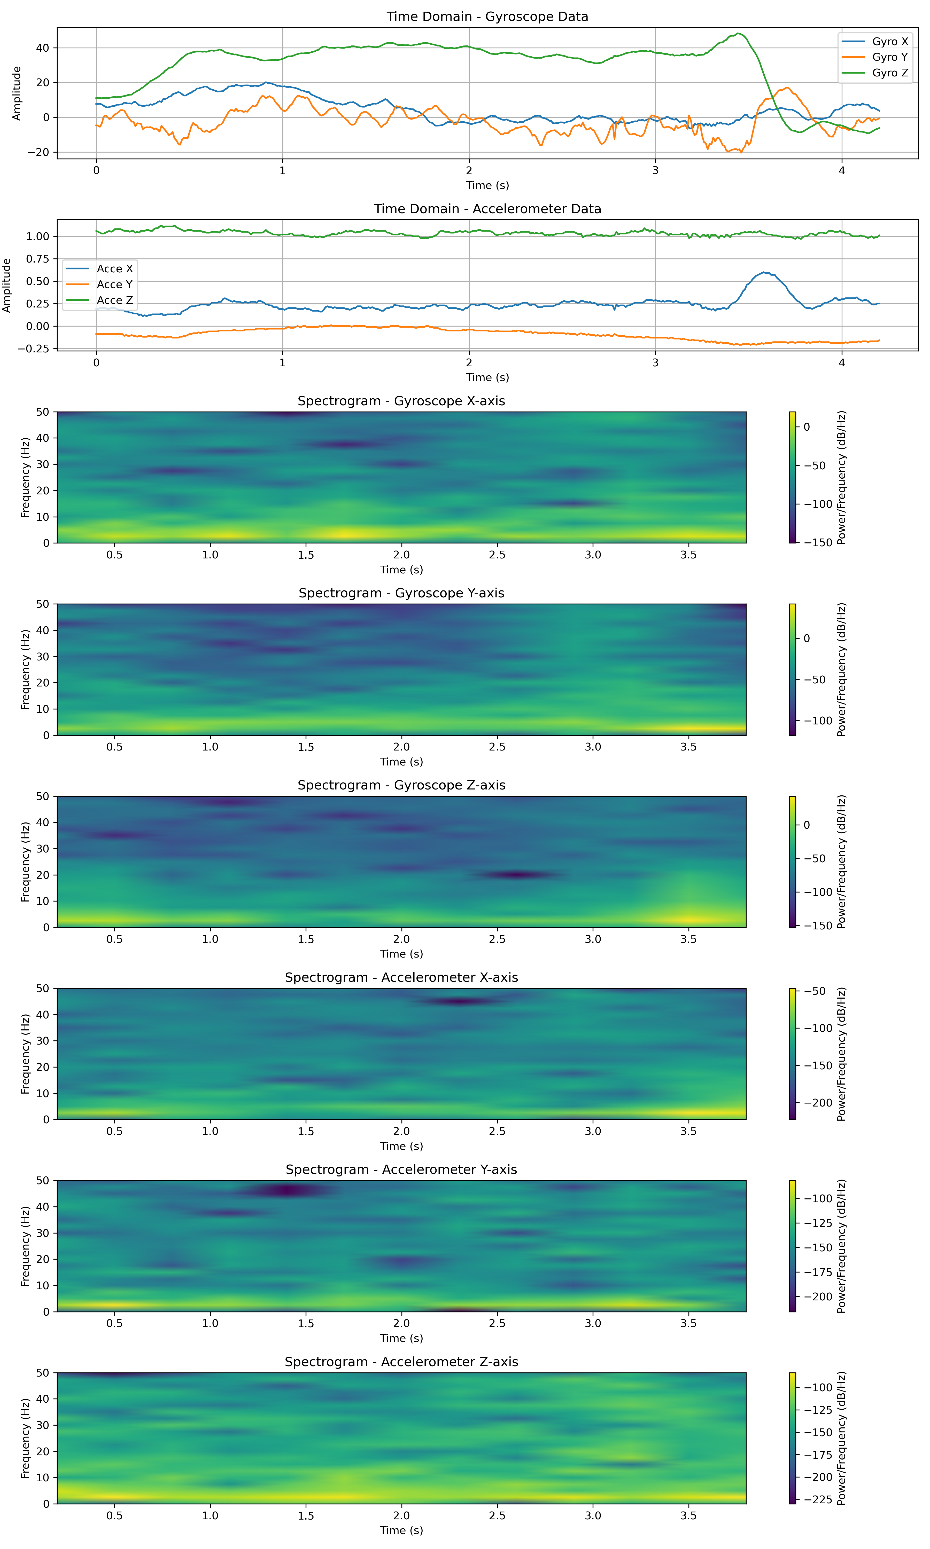 Time Domain - Gyroscope Data
Amplitude
40
20
0
−20
Gyro X
Gyro Y
Gyro Z
0 1 2 3 4
Time (s)
Time Domain - Accelerometer Data
Amplitude
1.00
0.75
0.50
0.25
0.00
−0.25
Acce X
Acce Y
Acce Z
0 1 2 3 4
Time (s)
Spectrogram - Gyroscope X-axis
Frequency (Hz)
50
40
30
20
10
0
0.5 1.0 1.5 2.0 2.5 3.0 3.5
Time (s)
0
−50
−100
−150
Power/Frequency (dB/Hz)
Spectrogram - Gyroscope Y-axis
Frequency (Hz)
50
40
30
20
10
0
0.5 1.0 1.5 2.0 2.5 3.0 3.5
Time (s)
0
−50
−100
Power/Frequency (dB/Hz)
Spectrogram - Gyroscope Z-axis
Frequency (Hz)
50
40
30
20
10
0
0.5 1.0 1.5 2.0 2.5 3.0 3.5
Time (s)
0
−50
−100
−150
Power/Frequency (dB/Hz)
Spectrogram - Accelerometer X-axis
Frequency (Hz)
50
40
30
20
10
0
0.5 1.0 1.5 2.0 2.5 3.0 3.5
Time (s)
−50
−100
−150
−200
Power/Frequency (dB/Hz)
Spectrogram - Accelerometer Y-axis
Frequency (Hz)
50
40
30
20
10
0
0.5 1.0 1.5 2.0 2.5 3.0 3.5
Time (s)
−100
−125
−150
−175
−200
Power/Frequency (dB/Hz)
Spectrogram - Accelerometer Z-axis
Frequency (Hz)
50
40
30
20
10
0
0.5 1.0 1.5 2.0 2.5 3.0 3.5
Time (s)
−100
−125
−150
−175
−200
−225
Power/Frequency (dB/Hz)